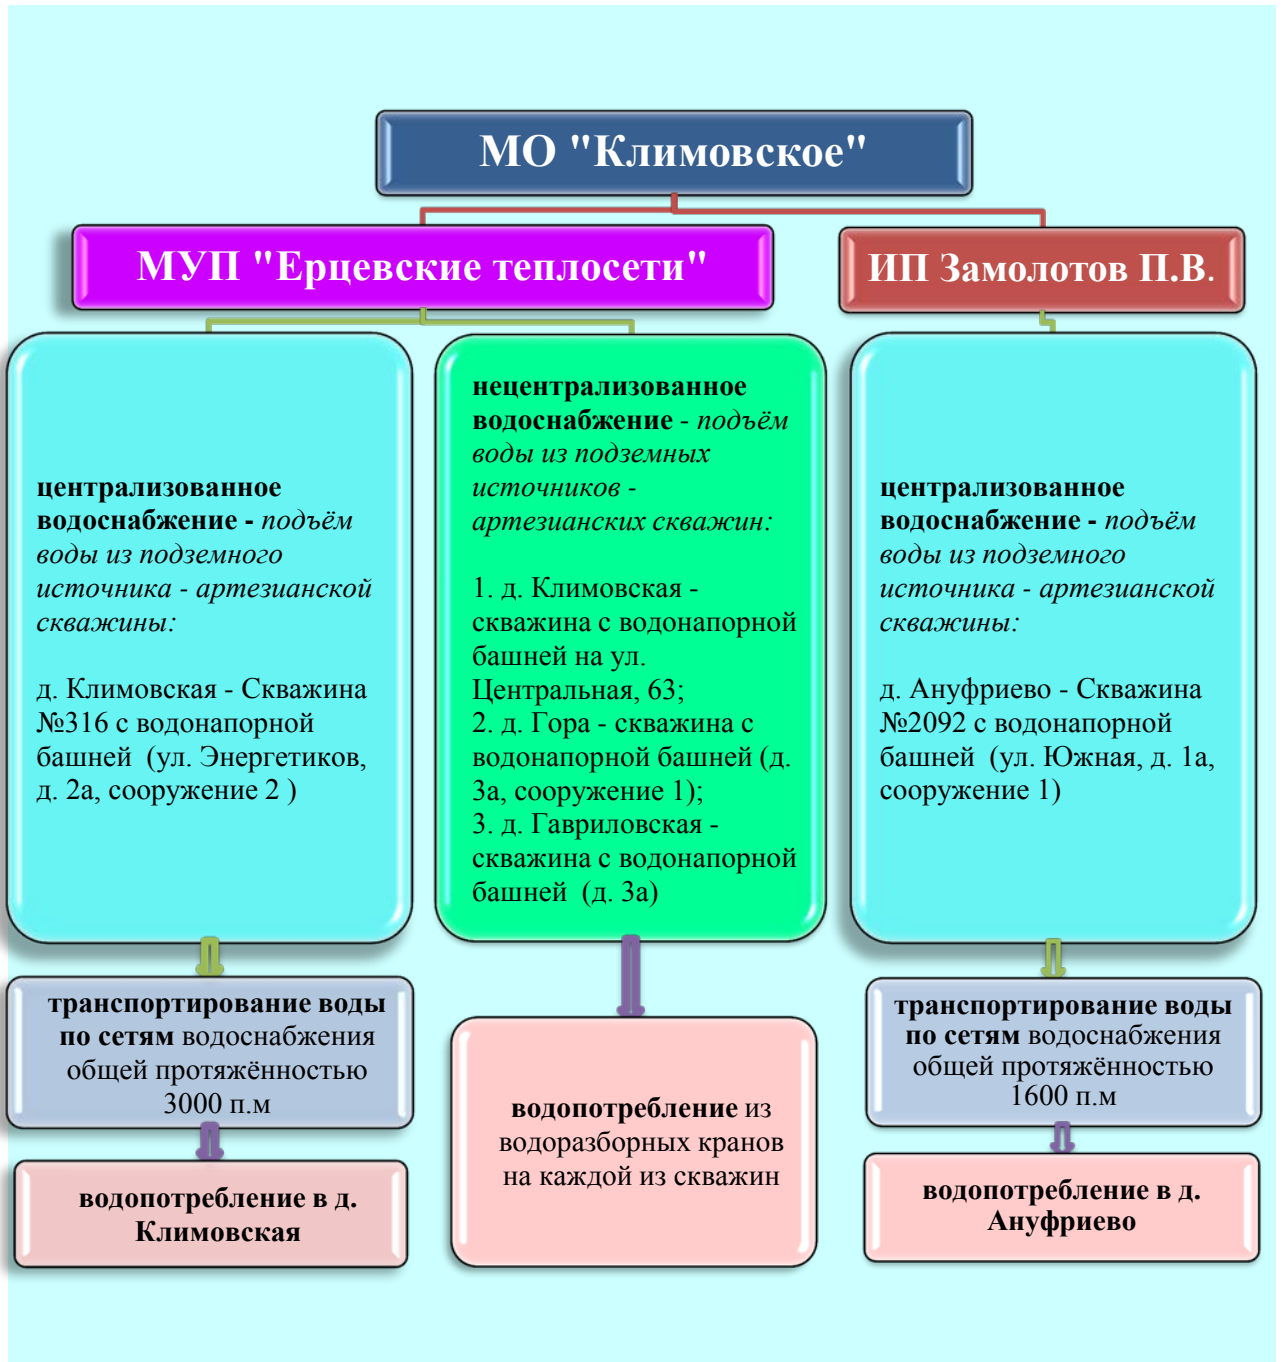 МО "Климовское"
МУП "Ерцевские теплосети"
ИП Замолотов П.В.
централизованное
водоснабжение - подъём
воды из подземного
источника - артезианской
скважины:
д. Климовская - Скважина
№316 с водонапорной
башней (ул. Энергетиков,
д. 2а, сооружение 2 )
нецентрализованное
водоснабжение - подъём
воды из подземных
источников -
артезианских скважин:
1. д. Климовская -
скважина с водонапорной
башней на ул.
Центральная, 63;
2. д. Гора - скважина с
водонапорной башней (д.
3а, сооружение 1);
3. д. Гавриловская -
скважина с водонапорной
башней (д. 3а)
централизованное
водоснабжение - подъём
воды из подземного
источника - артезианской
скважины:
д. Ануфриево - Скважина
№2092 с водонапорной
башней (ул. Южная, д. 1а,
сооружение 1)
транспортирование воды
по сетям водоснабжения
общей протяжённостью
3000 п.м
водопотребление в д.
Климовская
водопотребление из
водоразборных кранов
на каждой из скважин
транспортирование воды
по сетям водоснабжения
общей протяжённостью
1600 п.м
водопотребление в д.
Ануфриево